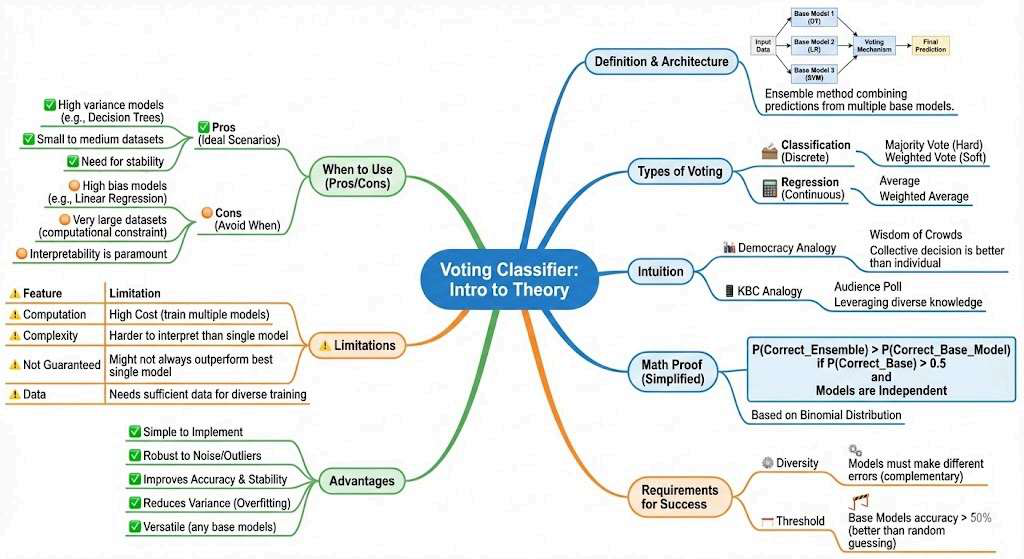 Voting Classifier:
Intro to Theory
Definition & Architecture
Input
Data
Base Model 1
(DT)
Base Model 2
(LR)
Base Model 3
(SVM)
Voting
Mechanism
Final
Prediction
Ensemble method combining
predictions from multiple base models.
Types of Voting
Classification
(Discrete)
Majority Vote (Hard)
Weighted Vote (Soft)
Regression
(Continuous)
Average
Weighted Average
Intuition
Democracy Analogy
Wisdom of Crowds
Collective decision is better
than individual
KBC Analogy
Audience Poll
Leveraging diverse knowledge
Math Proof
(Simplified)
P(Correct_Ensemble) > P(Correct_Base_Model)
if P(Correct_Base) > 0.5
and
Models are Independent
Based on Binomial Distribution
Requirements
for Success
Diversity
Models must make different
errors (complementary)
Threshold
Base Models accuracy > 50%
(better than random
guessing)
When to Use
(Pros/Cons)
Pros
(Ideal Scenarios)
High variance models
(e.g., Decision Trees)
Small to medium datasets
Need for stability
Cons
(Avoid When)
High bias models
(e.g., Linear Regression)
Very large datasets
(computational constraint)
Interpretability is paramount
Limitations
Feature Limitation
Computation High Cost (train multiple models)
Complexity Harder to interpret than single model
Not Guaranteed Might not always outperform best
single model
Data Needs sufficient data for diverse training
Advantages
Simple to Implement
Robust to Noise/Outliers
Improves Accuracy & Stability
Reduces Variance (Overfitting)
Versatile (any base models)